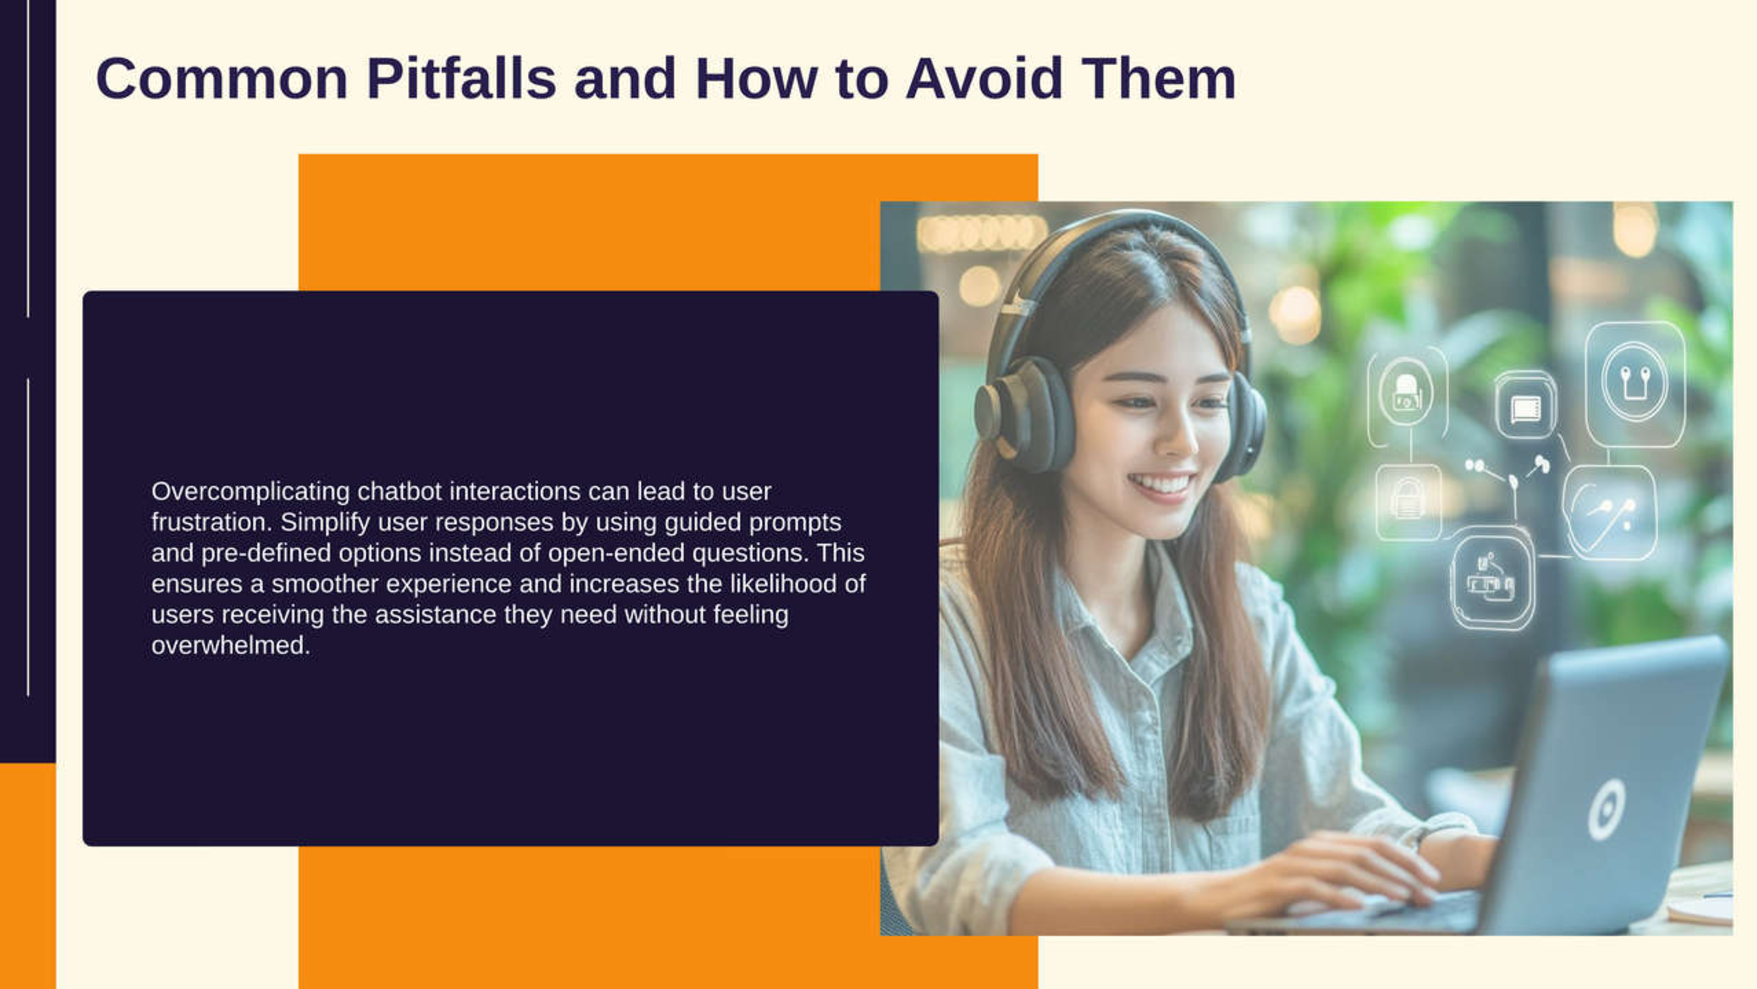 Common Pitfalls and How to Avoid Them
Overcomplicating chatbot interactions can lead to user
frustration. Simplify user responses by using guided prompts
and pre-defined options instead of open-ended questions. This
ensures a smoother experience and increases the likelihood of
users receiving the assistance they need without feeling
overwhelmed.